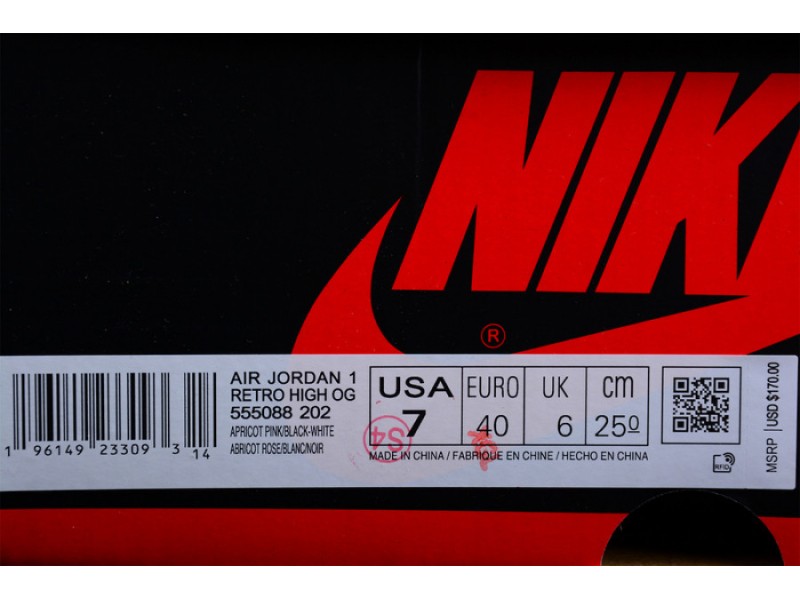 NIK
®
AIR JORDAN 1
RETRO HIGH OG
555088 202
APRICOT PINK/BLACK-WHITE
ABRICOT ROSE/BLANC/NOIR
1 96149 23309 3 14
USA EURO UK cm
7 40 6 25⁰
S4
MADE IN CHINA / FABRIQUE EN CHINE / HECHO EN CHINA
RFID
MSRP | USD $170.00